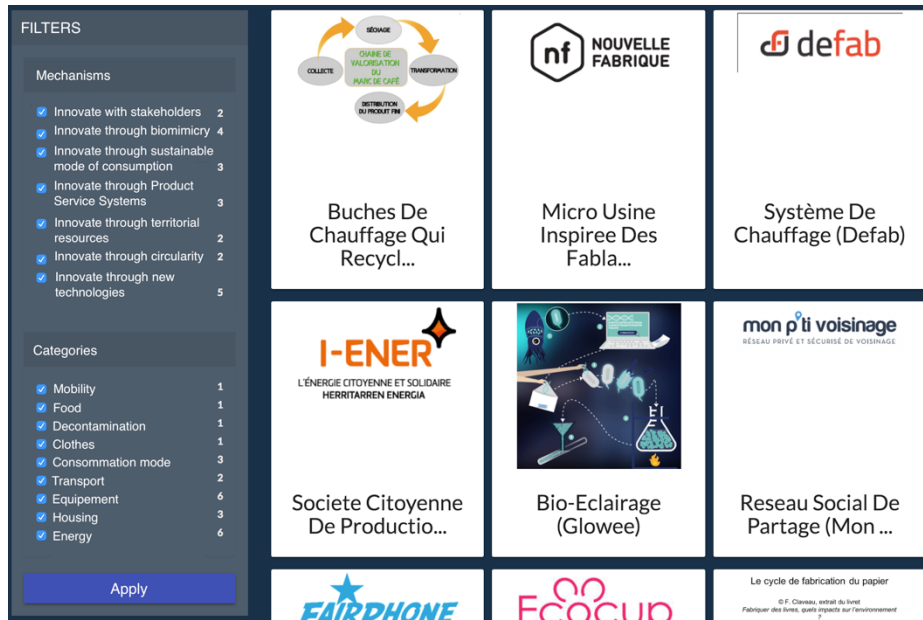 FILTERS
Mechanisms
Innovate with stakeholders 2
Innovate through biomimicry 4
Innovate through sustainable
mode of consumption 3
Innovate through Product
Service Systems 3
Innovate through territorial
resources 2
Innovate through circularity 2
Innovate through new
technologies 5
Categories
Mobility 1
Food 1
Decontamination 1
Clothes 1
Consommation mode 3
Transport 2
Equipement 6
Housing 3
Energy 6
Apply
SÉCHAGE
COLLECTE
CHAINE DE
VALORISATION
DU
MARC DE CAFÉ
TRANSFORMATION
DISTRIBUTION
DU PRODUIT FINI
Buches De
Chauffage Qui
Recycl...
nf NOUVELLE
FABRIQUE
Micro Usine
Inspiree Des
Fabla...
defab
Système De
Chauffage (Defab)
I-ENER
L'ÉNERGIE CITOYENNE ET SOLIDAIRE
HERRITARREN ENERGIA
Societe Citoyenne
De Productio...
Bio-Eclairage
(Glowee)
mon p'ti voisinage
RÉSEAU PRIVÉ ET SÉCURISÉ DE VOISINAGE
Reseau Social De
Partage (Mon ...
FAIRPHONE
Ecocup
Le cycle de fabrication du papier
© F. Claveau, extrait du livret
Fabriquer des livres, quels impacts sur l'environnement
?